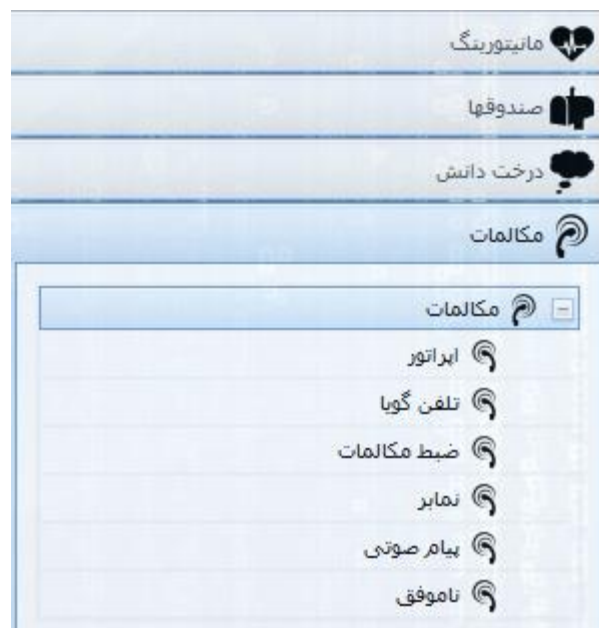 مانیتورینگ
صندوقها
درخت دانش
مکالمات
مکالمات
اپراتور
تلفن گویا
ضبط مکالمات
نمابر
پیام صوتی
ناموفق